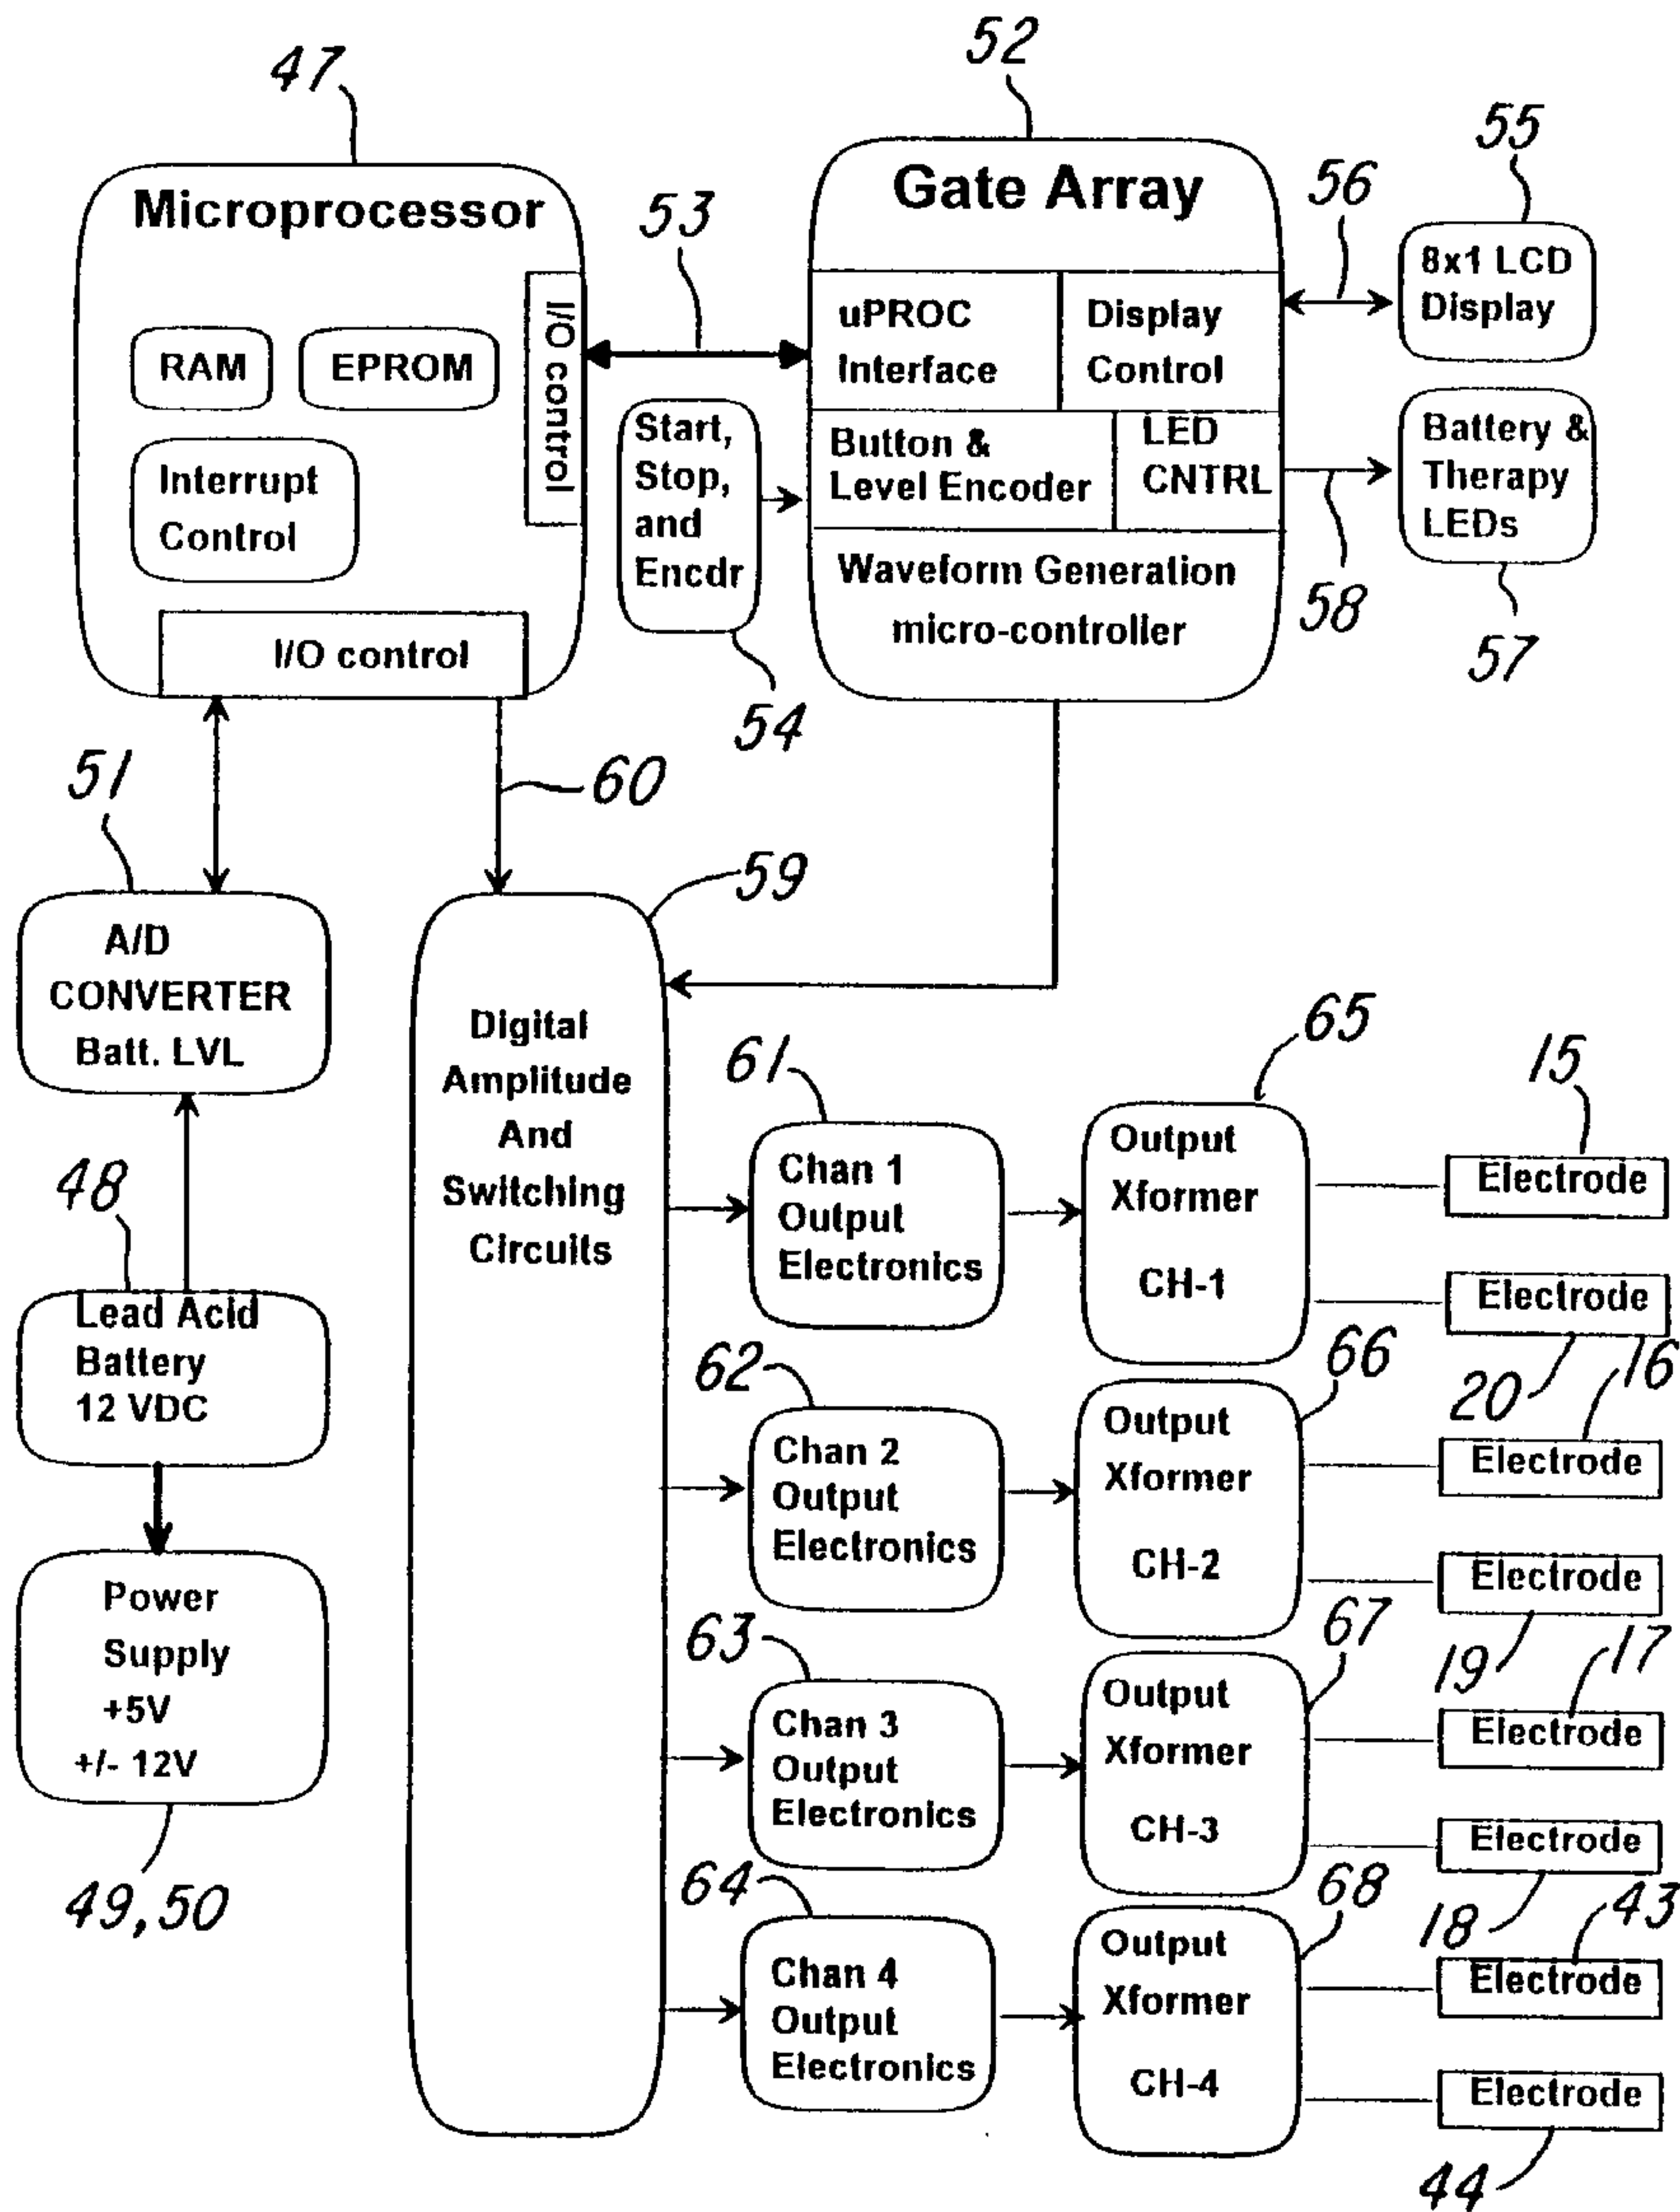 47
52
55
Microprocessor
Gate Array
53
56
8x1 LCD
Display
I/O control
uPROC
Interface
Display
Control
RAM
EPROM
Start,
Stop,
and
Encdr
Button &
Level Encoder
LED
CNTRL
Battery &
Therapy
LEDs
Interrupt
Control
Waveform Generation
micro-controller
58
57
I/O control
54
51
60
59
A/D
CONVERTER
Batt. LVL
Digital
Amplitude
And
Switching
Circuits
61
65
15
Chan 1
Output
Electronics
Output
Xformer
CH-1
Electrode
Electrode
48
Lead Acid
Battery
12 VDC
62
66
20
16
Chan 2
Output
Electronics
Output
Xformer
CH-2
Electrode
Electrode
Power
Supply
+5V
+/- 12V
49,50
63
67
19
17
Chan 3
Output
Electronics
Output
Xformer
CH-3
Electrode
Electrode
64
68
18
43
Chan 4
Output
Electronics
Output
Xformer
CH-4
Electrode
Electrode
44